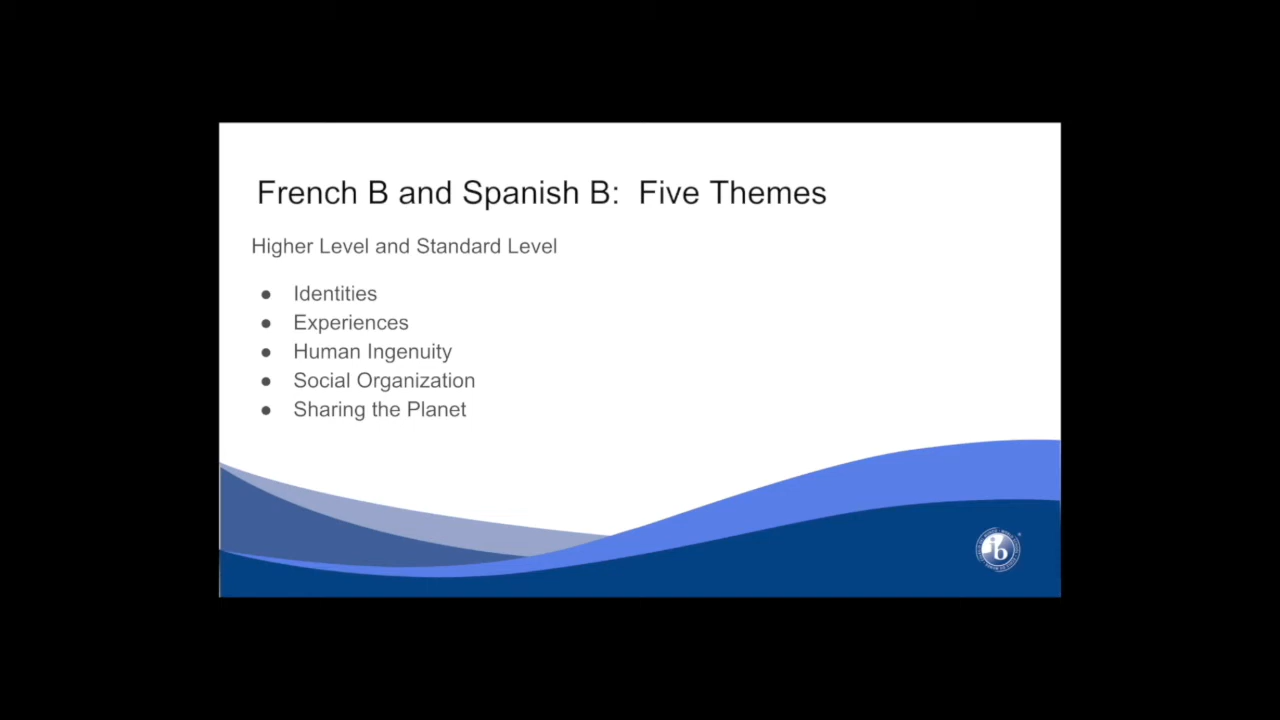 French B and Spanish B:  Five Themes
Higher Level and Standard Level
● Identities
● Experiences
● Human Ingenuity
● Social Organization
● Sharing the Planet
ib